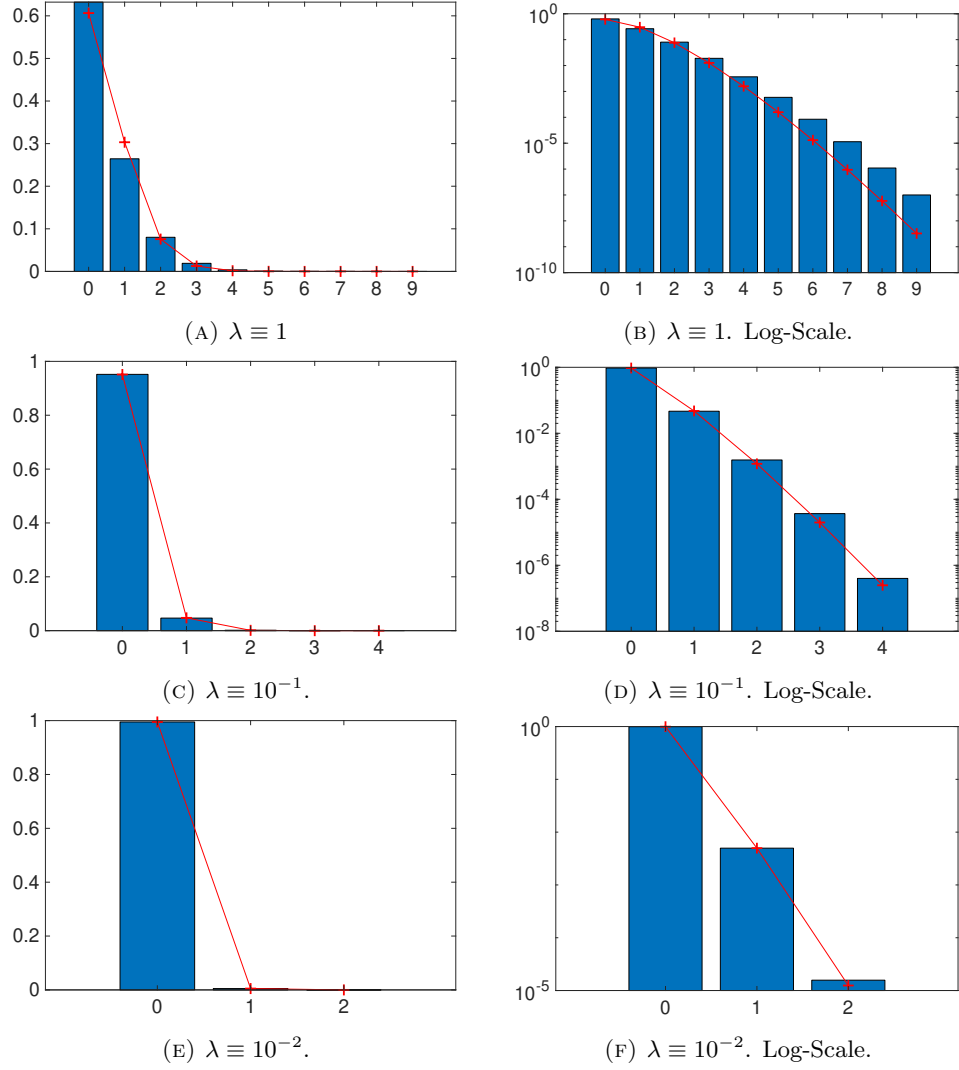 0.6
0.5
0.4
0.3
0.2
0.1
0
0 1 2 3 4 5 6 7 8 9
(A) λ ≡ 1
10^0
10^-5
10^-10
0 1 2 3 4 5 6 7 8 9
(B) λ ≡ 1. Log-Scale.
1
0.8
0.6
0.4
0.2
0
0 1 2 3 4
(C) λ ≡ 10^-1.
10^0
10^-2
10^-4
10^-6
10^-8
0 1 2 3 4
(D) λ ≡ 10^-1. Log-Scale.
1
0.8
0.6
0.4
0.2
0
0 1 2
(E) λ ≡ 10^-2.
10^0
10^-5
0 1 2
(F) λ ≡ 10^-2. Log-Scale.